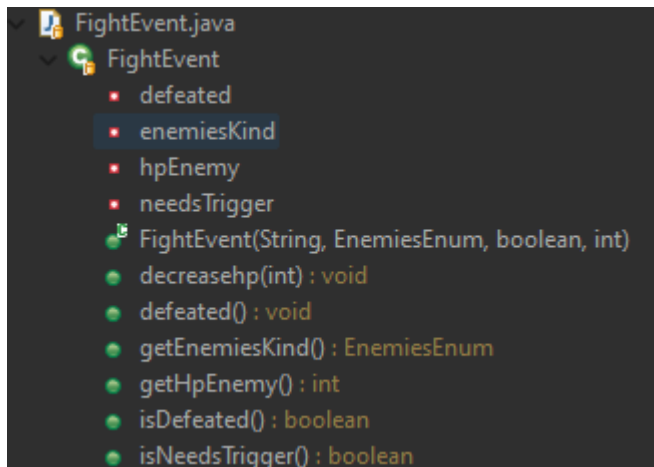 FightEvent.java
FightEvent
defeated
enemiesKind
hpEnemy
needsTrigger
FightEvent(String, EnemiesEnum, boolean, int)
decreasehp(int) : void
defeated() : void
getEnemiesKind() : EnemiesEnum
getHpEnemy() : int
isDefeated() : boolean
isNeedsTrigger() : boolean